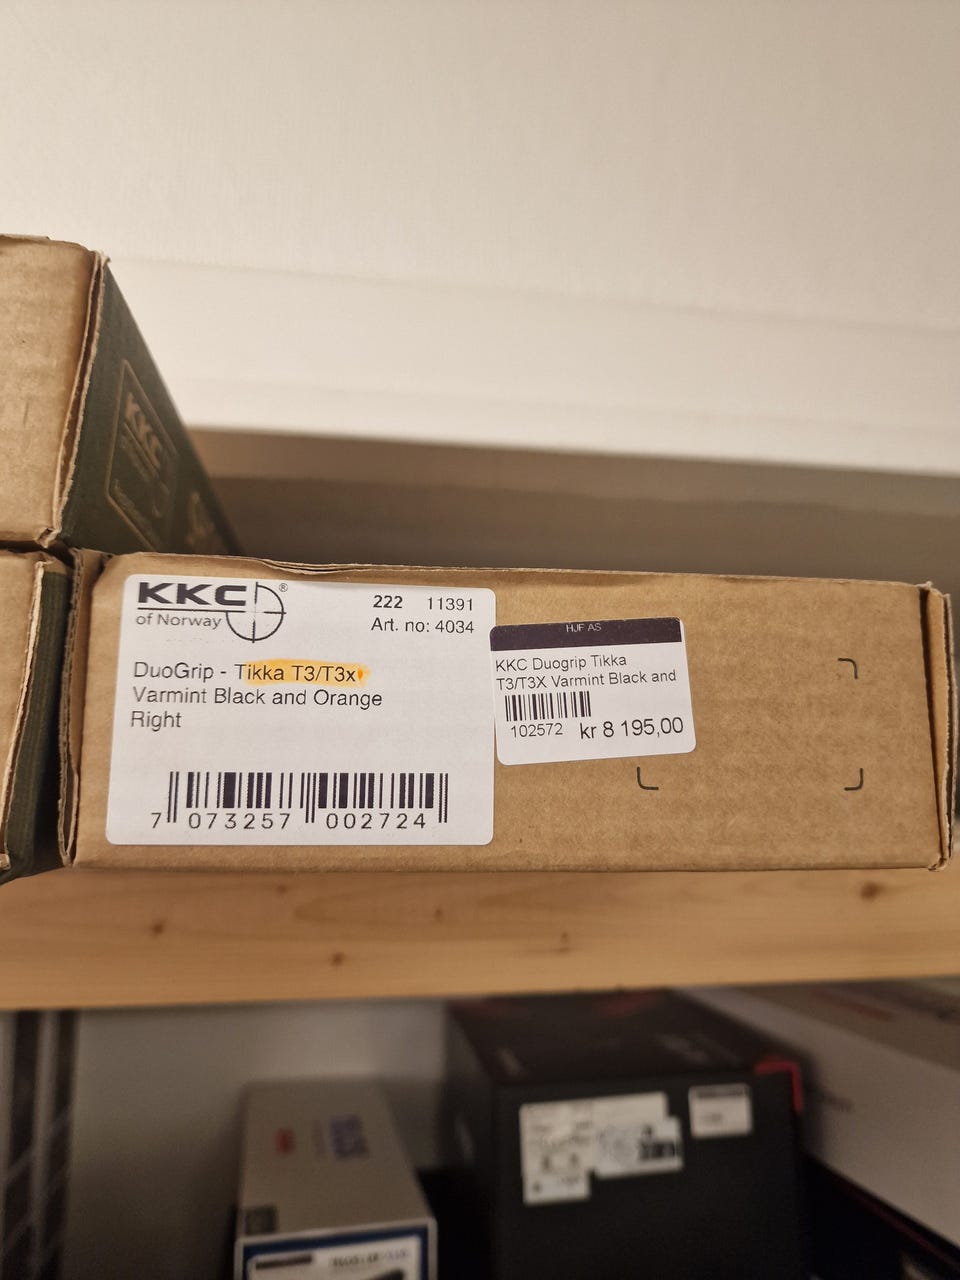 KKC
KKC®
of Norway
222 11391
Art. no: 4034
DuoGrip - Tikka T3/T3x
Varmint Black and Orange
Right
7 073257 002724
HJF AS
KKC Duogrip Tikka
T3/T3X Varmint Black and
102572 kr 8 195,00